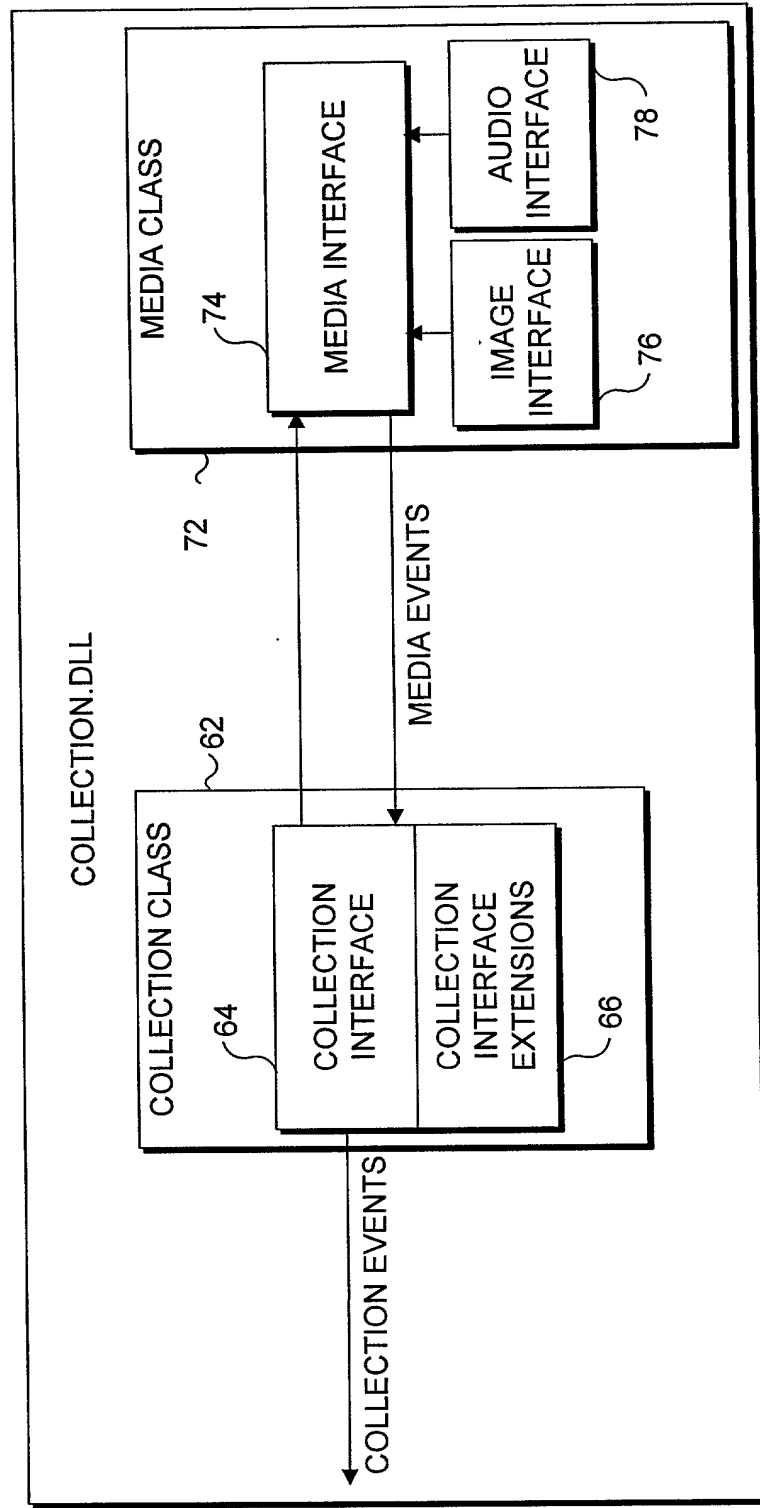 COLLECTION.DLL
COLLECTION CLASS
62
64
COLLECTION
INTERFACE
COLLECTION
INTERFACE
EXTENSIONS
66
COLLECTION EVENTS
MEDIA EVENTS
72
MEDIA CLASS
74
MEDIA INTERFACE
IMAGE
INTERFACE
76
AUDIO
INTERFACE
78